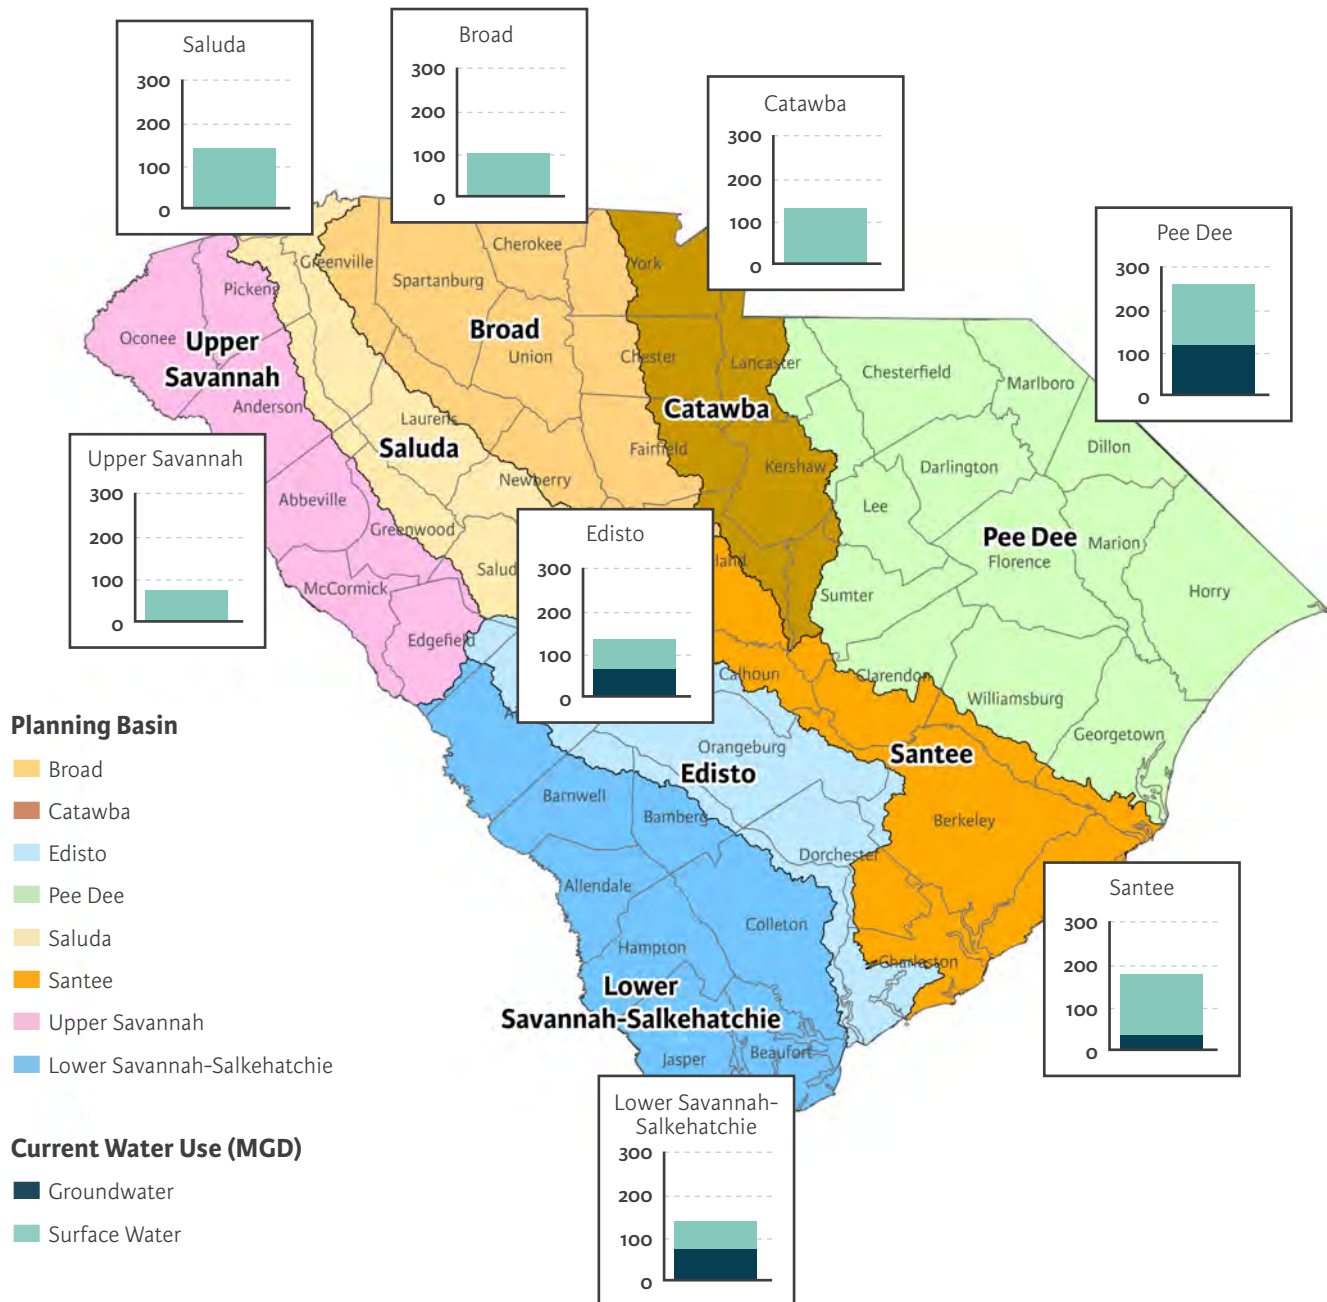 Saluda
300
200
100
0
Broad
300
200
100
0
Catawba
300
200
100
0
Pee Dee
300
200
100
0
Cherokee
York
Greenville
Spartanburg
Pickens
Oconee
Upper
Savannah
Broad
Union
Chester
Lancaster
Chesterfield
Marlboro
Anderson
Laurens
Catawba
Saluda
Fairfield
Kershaw
Dillon
Darlington
Newberry
Upper Savannah
300
200
100
0
Abbeville
Greenwood
Lee
Pee Dee
Marion
Florence
Edisto
300
200
100
0
McCormick
Sumter
Horry
Edgefield
Calhoun
Clarendon
Williamsburg
Georgetown
Planning Basin
Broad
Catawba
Edisto
Pee Dee
Saluda
Santee
Upper Savannah
Lower Savannah-Salkehatchie
Orangeburg
Edisto
Santee
Barnwell
Bamberg
Berkeley
Dorchester
Allendale
Colleton
Hampton
Charleston
Lower
Savannah-Salkehatchie
Jasper
Beaufort
Santee
300
200
100
0
Lower Savannah-
Salkehatchie
300
200
100
0
Current Water Use (MGD)
Groundwater
Surface Water